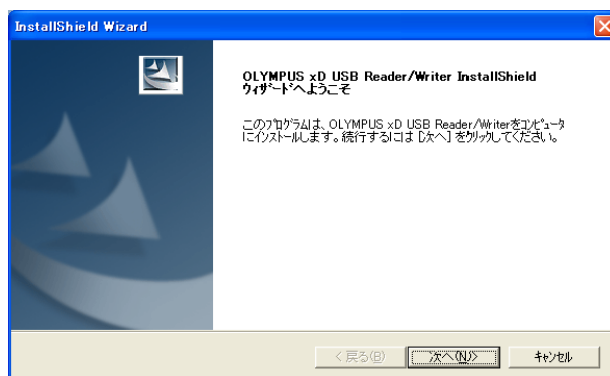 InstallShield Wizard
OLYMPUS xD USB Reader/Writer InstallShield
ｳｨｻﾞｰﾄﾞへようこそ
このﾌﾟﾛｸﾞﾗﾑは、OLYMPUS xD USB Reader/Writerをｺﾝﾋﾟｭｰﾀ
にｲﾝｽﾄｰﾙします。続行するには [次へ] をｸﾘｯｸしてください。
< 戻る(B)
次へ(N)>
ｷｬﾝｾﾙ